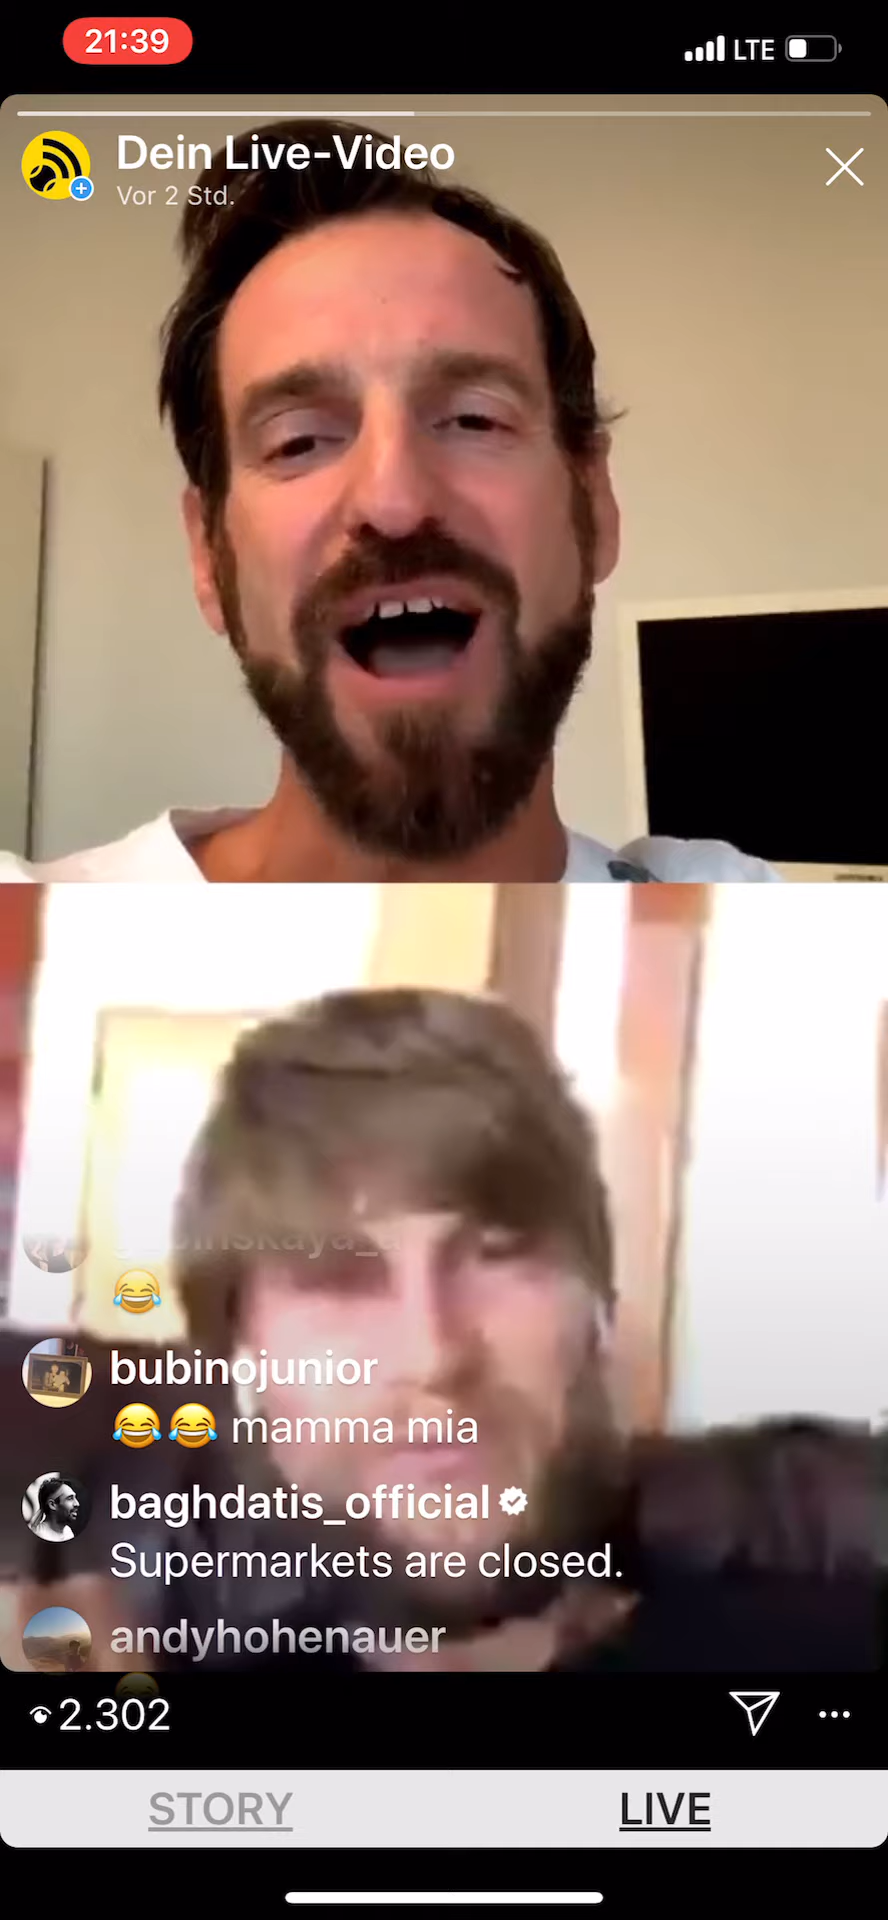 21:39
LTE
Dein Live-Video
Vor 2 Std.
😂
bubinojunior
😂😂 mamma mia
baghdatis_official
Supermarkets are closed.
andyhohenauer
2.302
STORY
LIVE